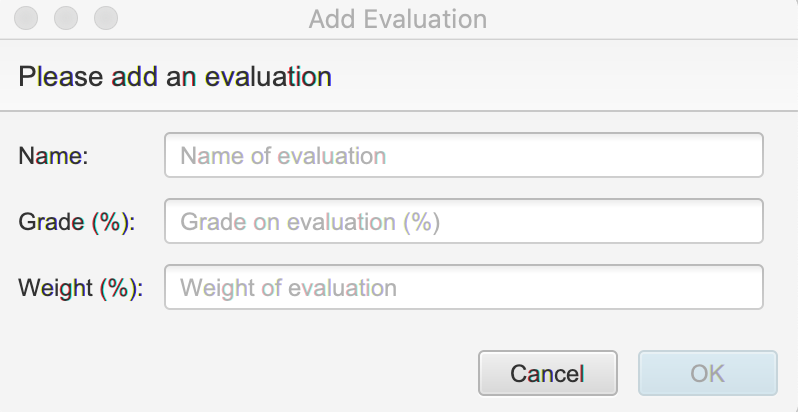 Add Evaluation
Please add an evaluation
Name: Name of evaluation
Grade (%): Grade on evaluation (%)
Weight (%): Weight of evaluation
Cancel OK